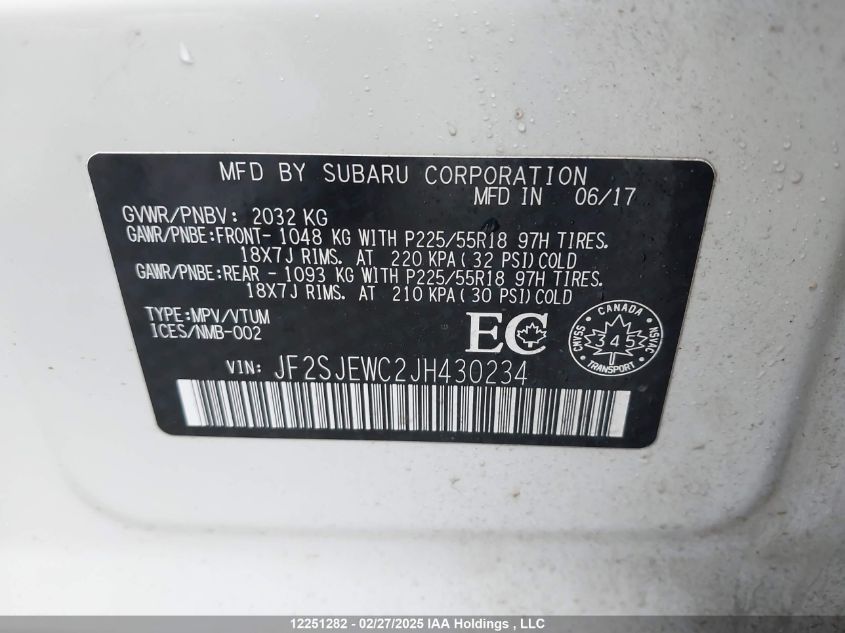 MFD BY SUBARU CORPORATION
MFD IN 06/17
GVWR/PNBV: 2032 KG
GAWR/PNBE:FRONT- 1048 KG WITH P225/55R18 97H TIRES.
18X7J RIMS. AT 220 KPA( 32 PSI)COLD
GAWR/PNBE:REAR - 1093 KG WITH P225/55R18 97H TIRES.
18X7J RIMS. AT 210 KPA( 30 PSI)COLD
TYPE:MPV/VTUM
ICES/NMB-002
EC
CANADA
CMVSS
345
NSVAC
TRANSPORT
VIN: JF2SJEWC2JH430234
12251282 - 02/27/2025 IAA Holdings , LLC